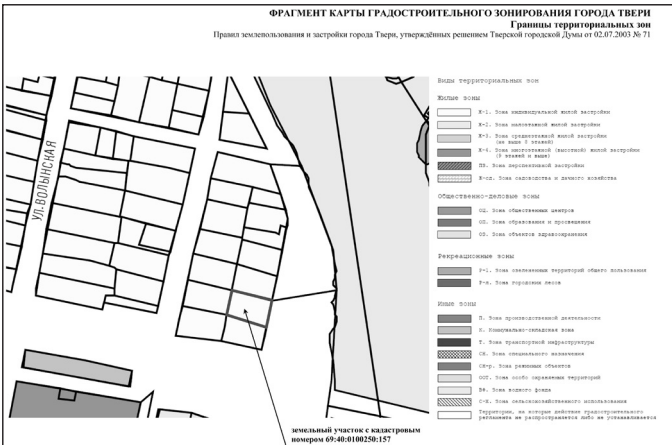 ФРАГМЕНТ КАРТЫ ГРАДОСТРОИТЕЛЬНОГО ЗОНИРОВАНИЯ ГОРОДА ТВЕРИ
Границы территориальных зон
Правил землепользования и застройки города Твери, утверждённых решением Тверской городской Думы от 02.07.2003 № 71
УЛ.ВОЛЫНСКАЯ
Виды территориальных зон
Жилые зоны
Ж-1. Зона индивидуальной жилой застройки
Ж-2. Зона малоэтажной жилой застройки
Ж-3. Зона среднеэтажной жилой застройки
(не выше 8 этажей)
Ж-4. Зона многоэтажной (высотной) жилой застройки
(9 этажей и выше)
ПЗ. Зона перспективной застройки
Ж-сд. Зона садоводства и дачного хозяйства
Общественно-деловые зоны
ОЦ. Зона общественных центров
ОП. Зона образования и просвещения
ОЗ. Зона объектов здравоохранения
Рекреационные зоны
Р-1. Зона озелененных территорий общего пользования
Р-л. Зона городских лесов
Иные зоны
П. Зона производственной деятельности
К. Коммунально-складская зона
Т. Зона транспортной инфраструктуры
СН. Зона специального назначения
СН-р. Зона режимных объектов
ООТ. Зона особо охраняемых территорий
ВФ. Зона водного фонда
С-И. Зона сельскохозяйственного использования
Территории, на которые действие градостроительного
регламента не распространяется либо не устанавливается
земельный участок с кадастровым
номером 69:40:0100250:157